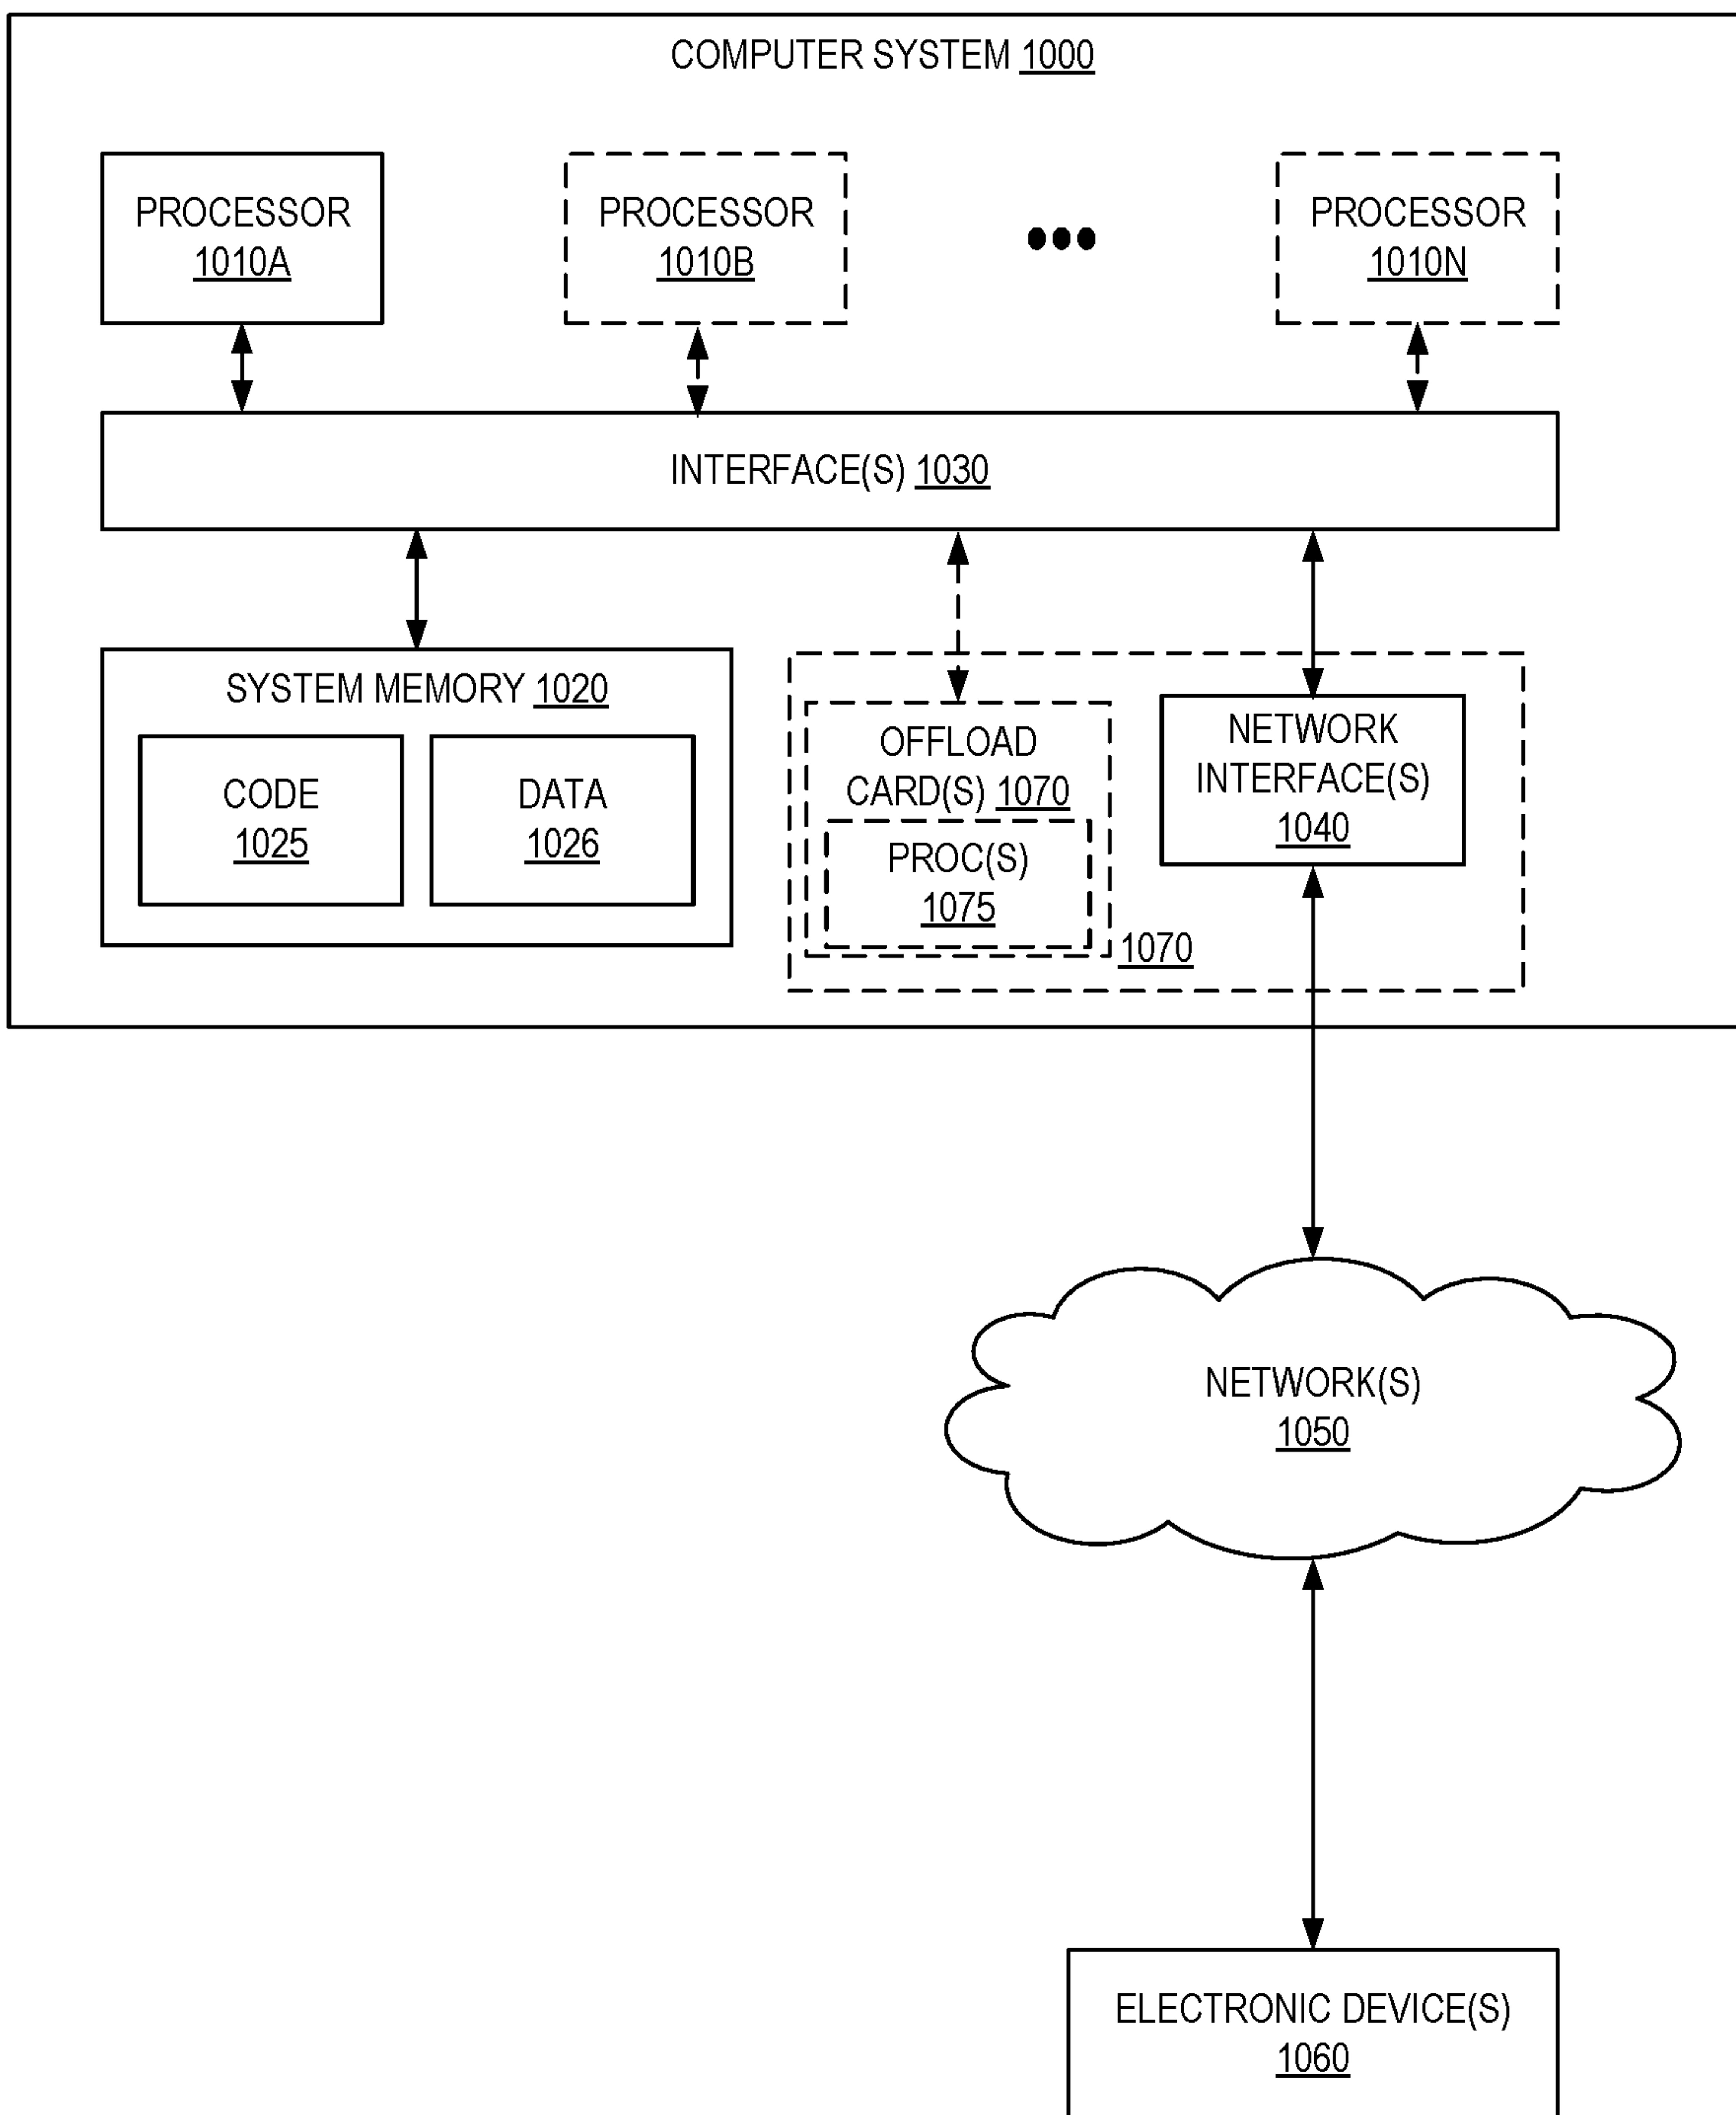 COMPUTER SYSTEM 1000
PROCESSOR
1010A
PROCESSOR
1010B
PROCESSOR
1010N
INTERFACE(S) 1030
SYSTEM MEMORY 1020
CODE
1025
DATA
1026
OFFLOAD
CARD(S) 1070
PROC(S)
1075
1070
NETWORK
INTERFACE(S)
1040
NETWORK(S)
1050
ELECTRONIC DEVICE(S)
1060